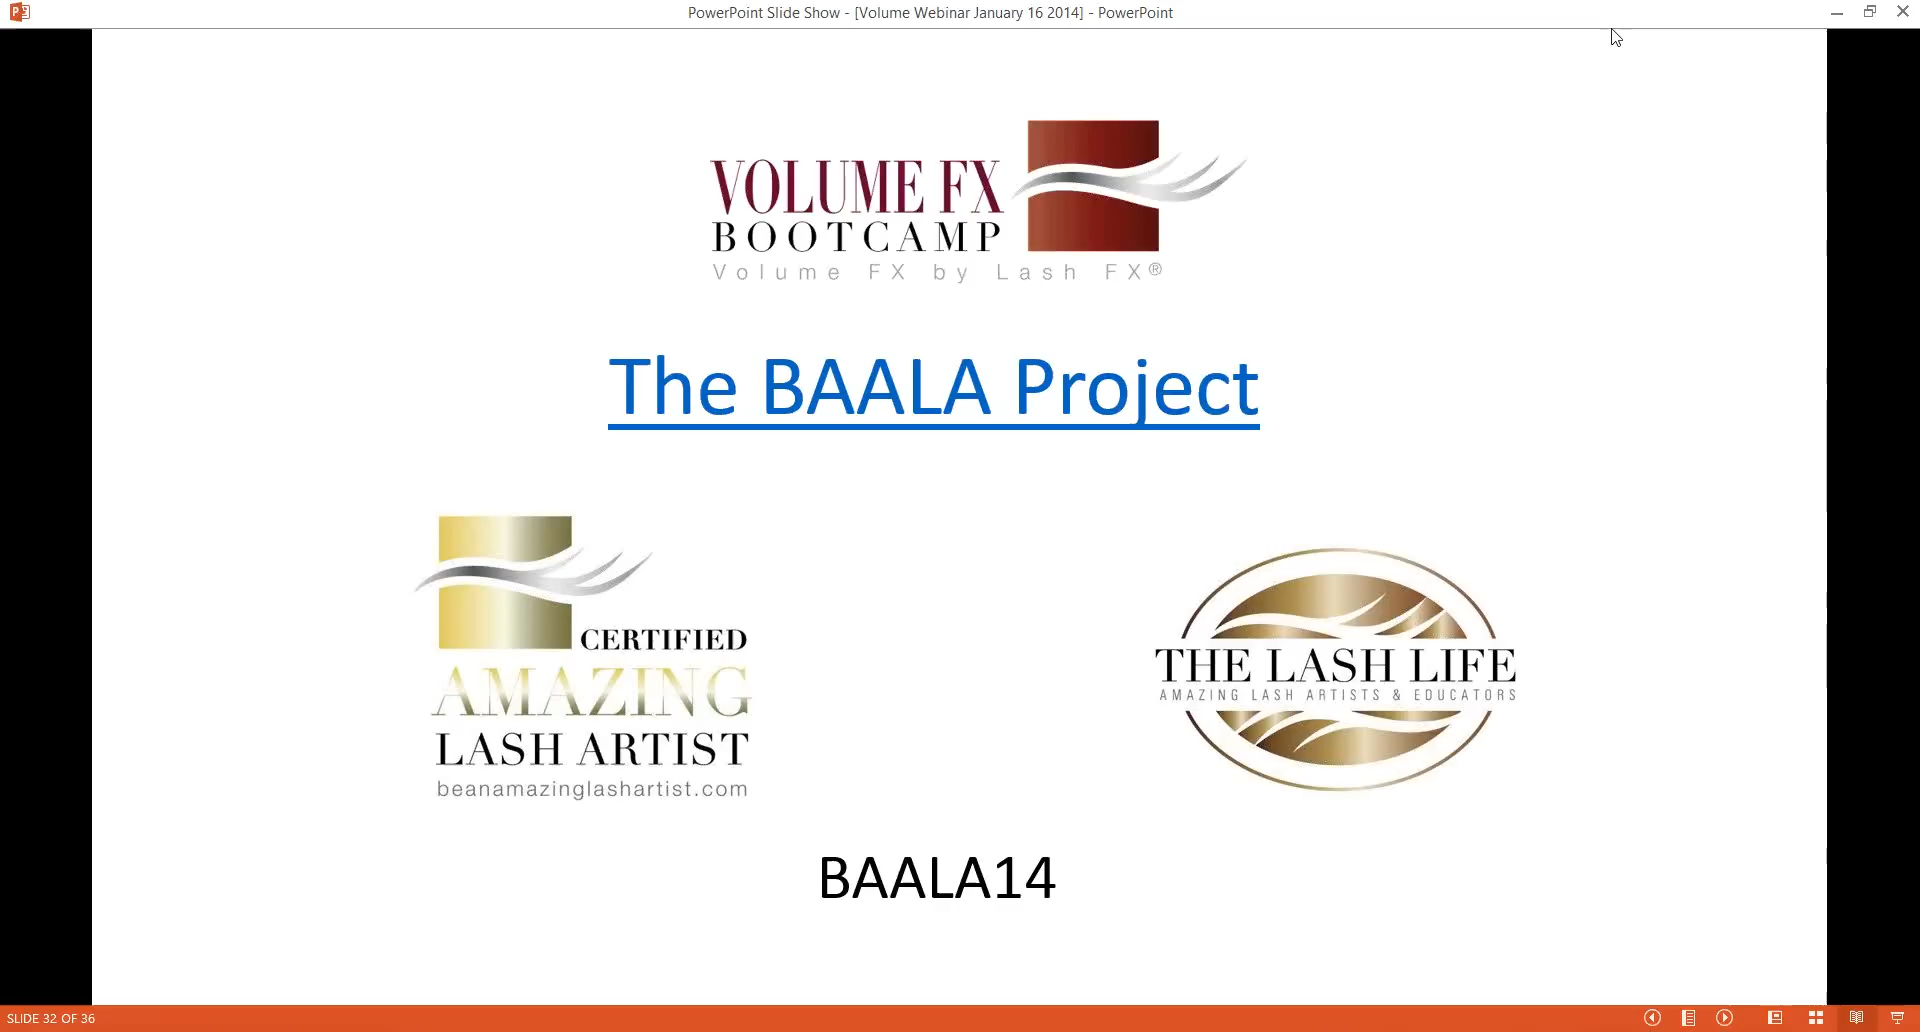 PowerPoint Slide Show - [Volume Webinar January 16 2014] - PowerPoint
VOLUME FX
BOOTCAMP
Volume FX by Lash FX®
The BAALA Project
CERTIFIED
AMAZING
LASH ARTIST
beanamazinglashartist.com
THE LASH LIFE
AMAZING LASH ARTISTS & EDUCATORS
BAALA14
SLIDE 32 OF 36